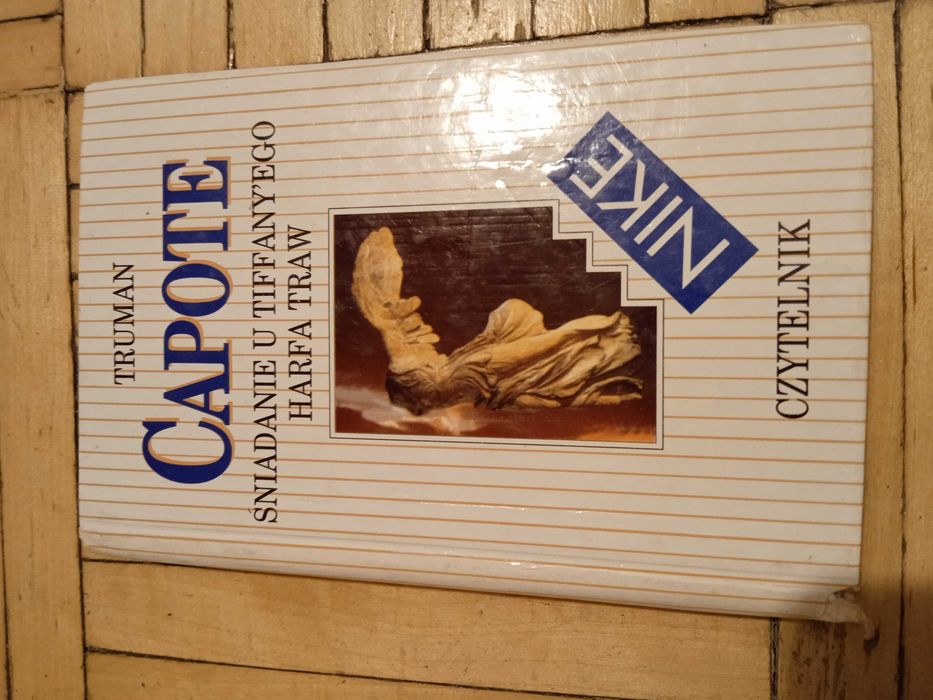 TRUMAN
CAPOTE
ŚNIADANIE U TIFFANY'EGO
HARFA TRAW
NIKE
CZYTELNIK